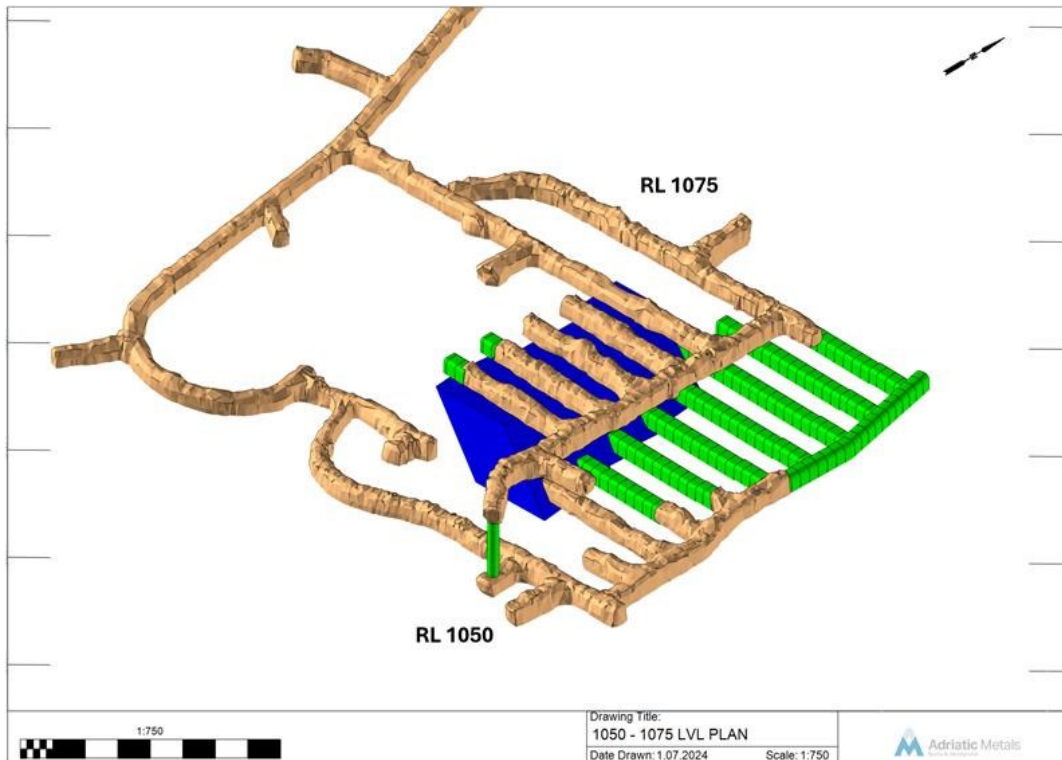 RL 1075
RL 1050
1:750
Drawing Title:
1050 - 1075 LVL PLAN
Date Drawn: 1.07.2024 Scale: 1:750
Adriatic Metals